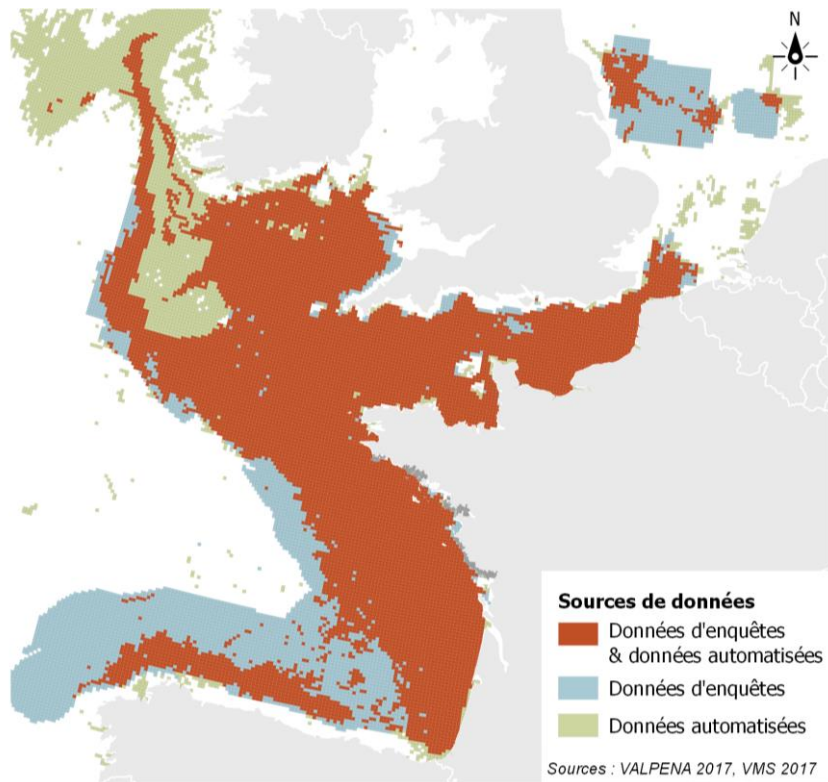 N
Sources de données
Données d'enquêtes
& données automatisées
Données d'enquêtes
Données automatisées
Sources : VALPENA 2017, VMS 2017